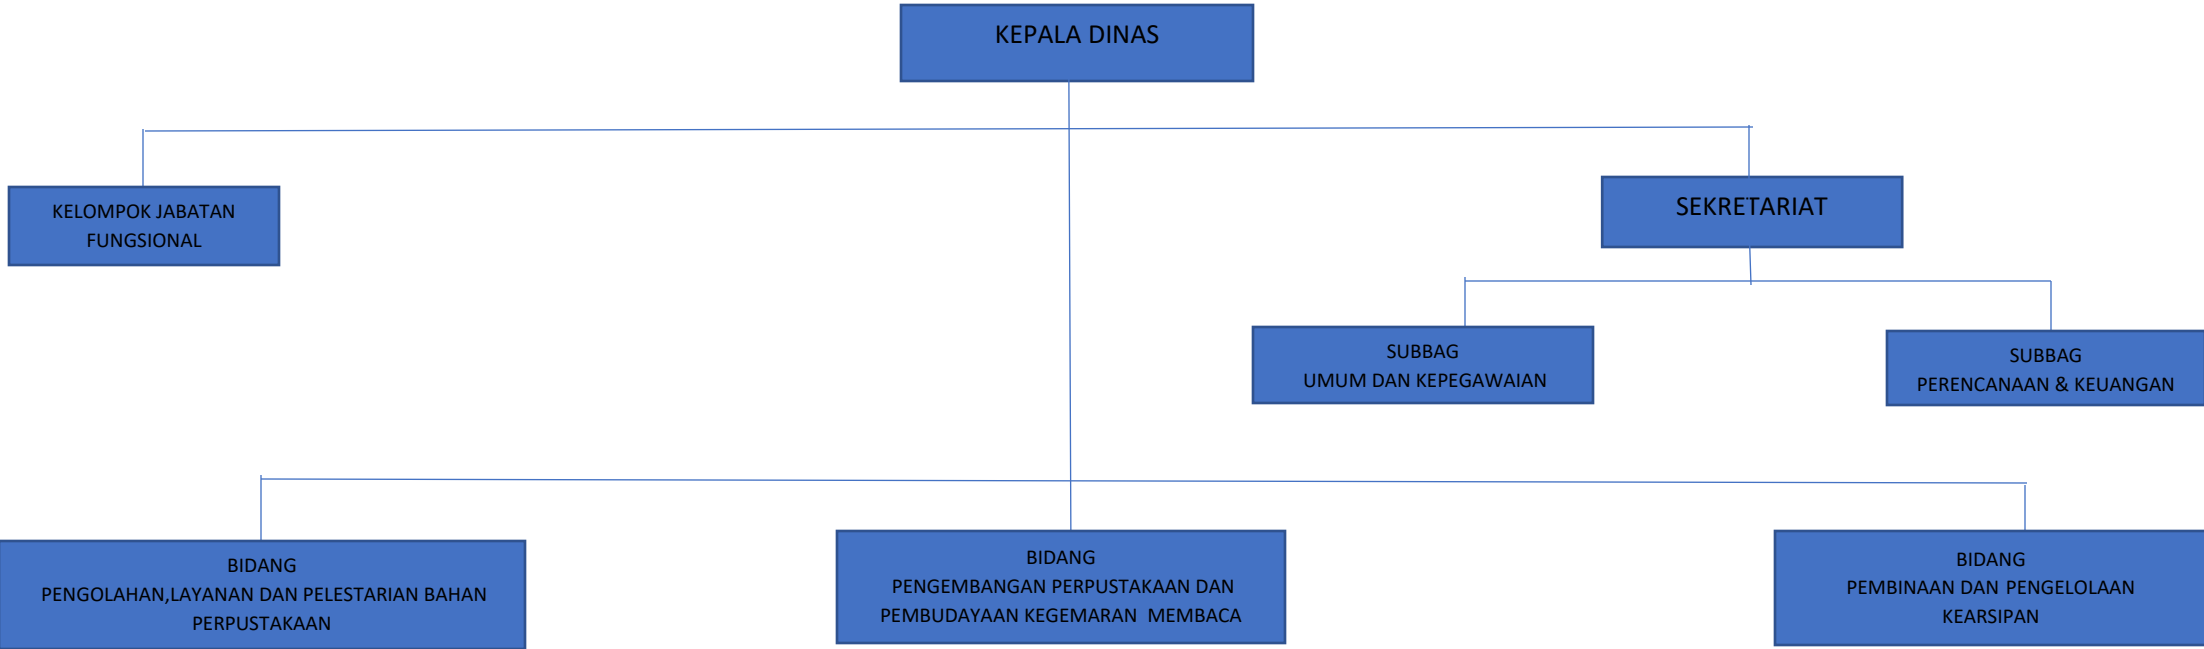 KEPALA DINAS
KELOMPOK JABATAN
FUNGSIONAL
SEKRETARIAT
SUBBAG
UMUM DAN KEPEGAWAIAN
SUBBAG
PERENCANAAN & KEUANGAN
BIDANG
PENGOLAHAN,LAYANAN DAN PELESTARIAN BAHAN
PERPUSTAKAAN
BIDANG
PENGEMBANGAN PERPUSTAKAAN DAN
PEMBUDAYAAN KEGEMARAN  MEMBACA
BIDANG
PEMBINAAN DAN PENGELOLAAN
KEARSIPAN